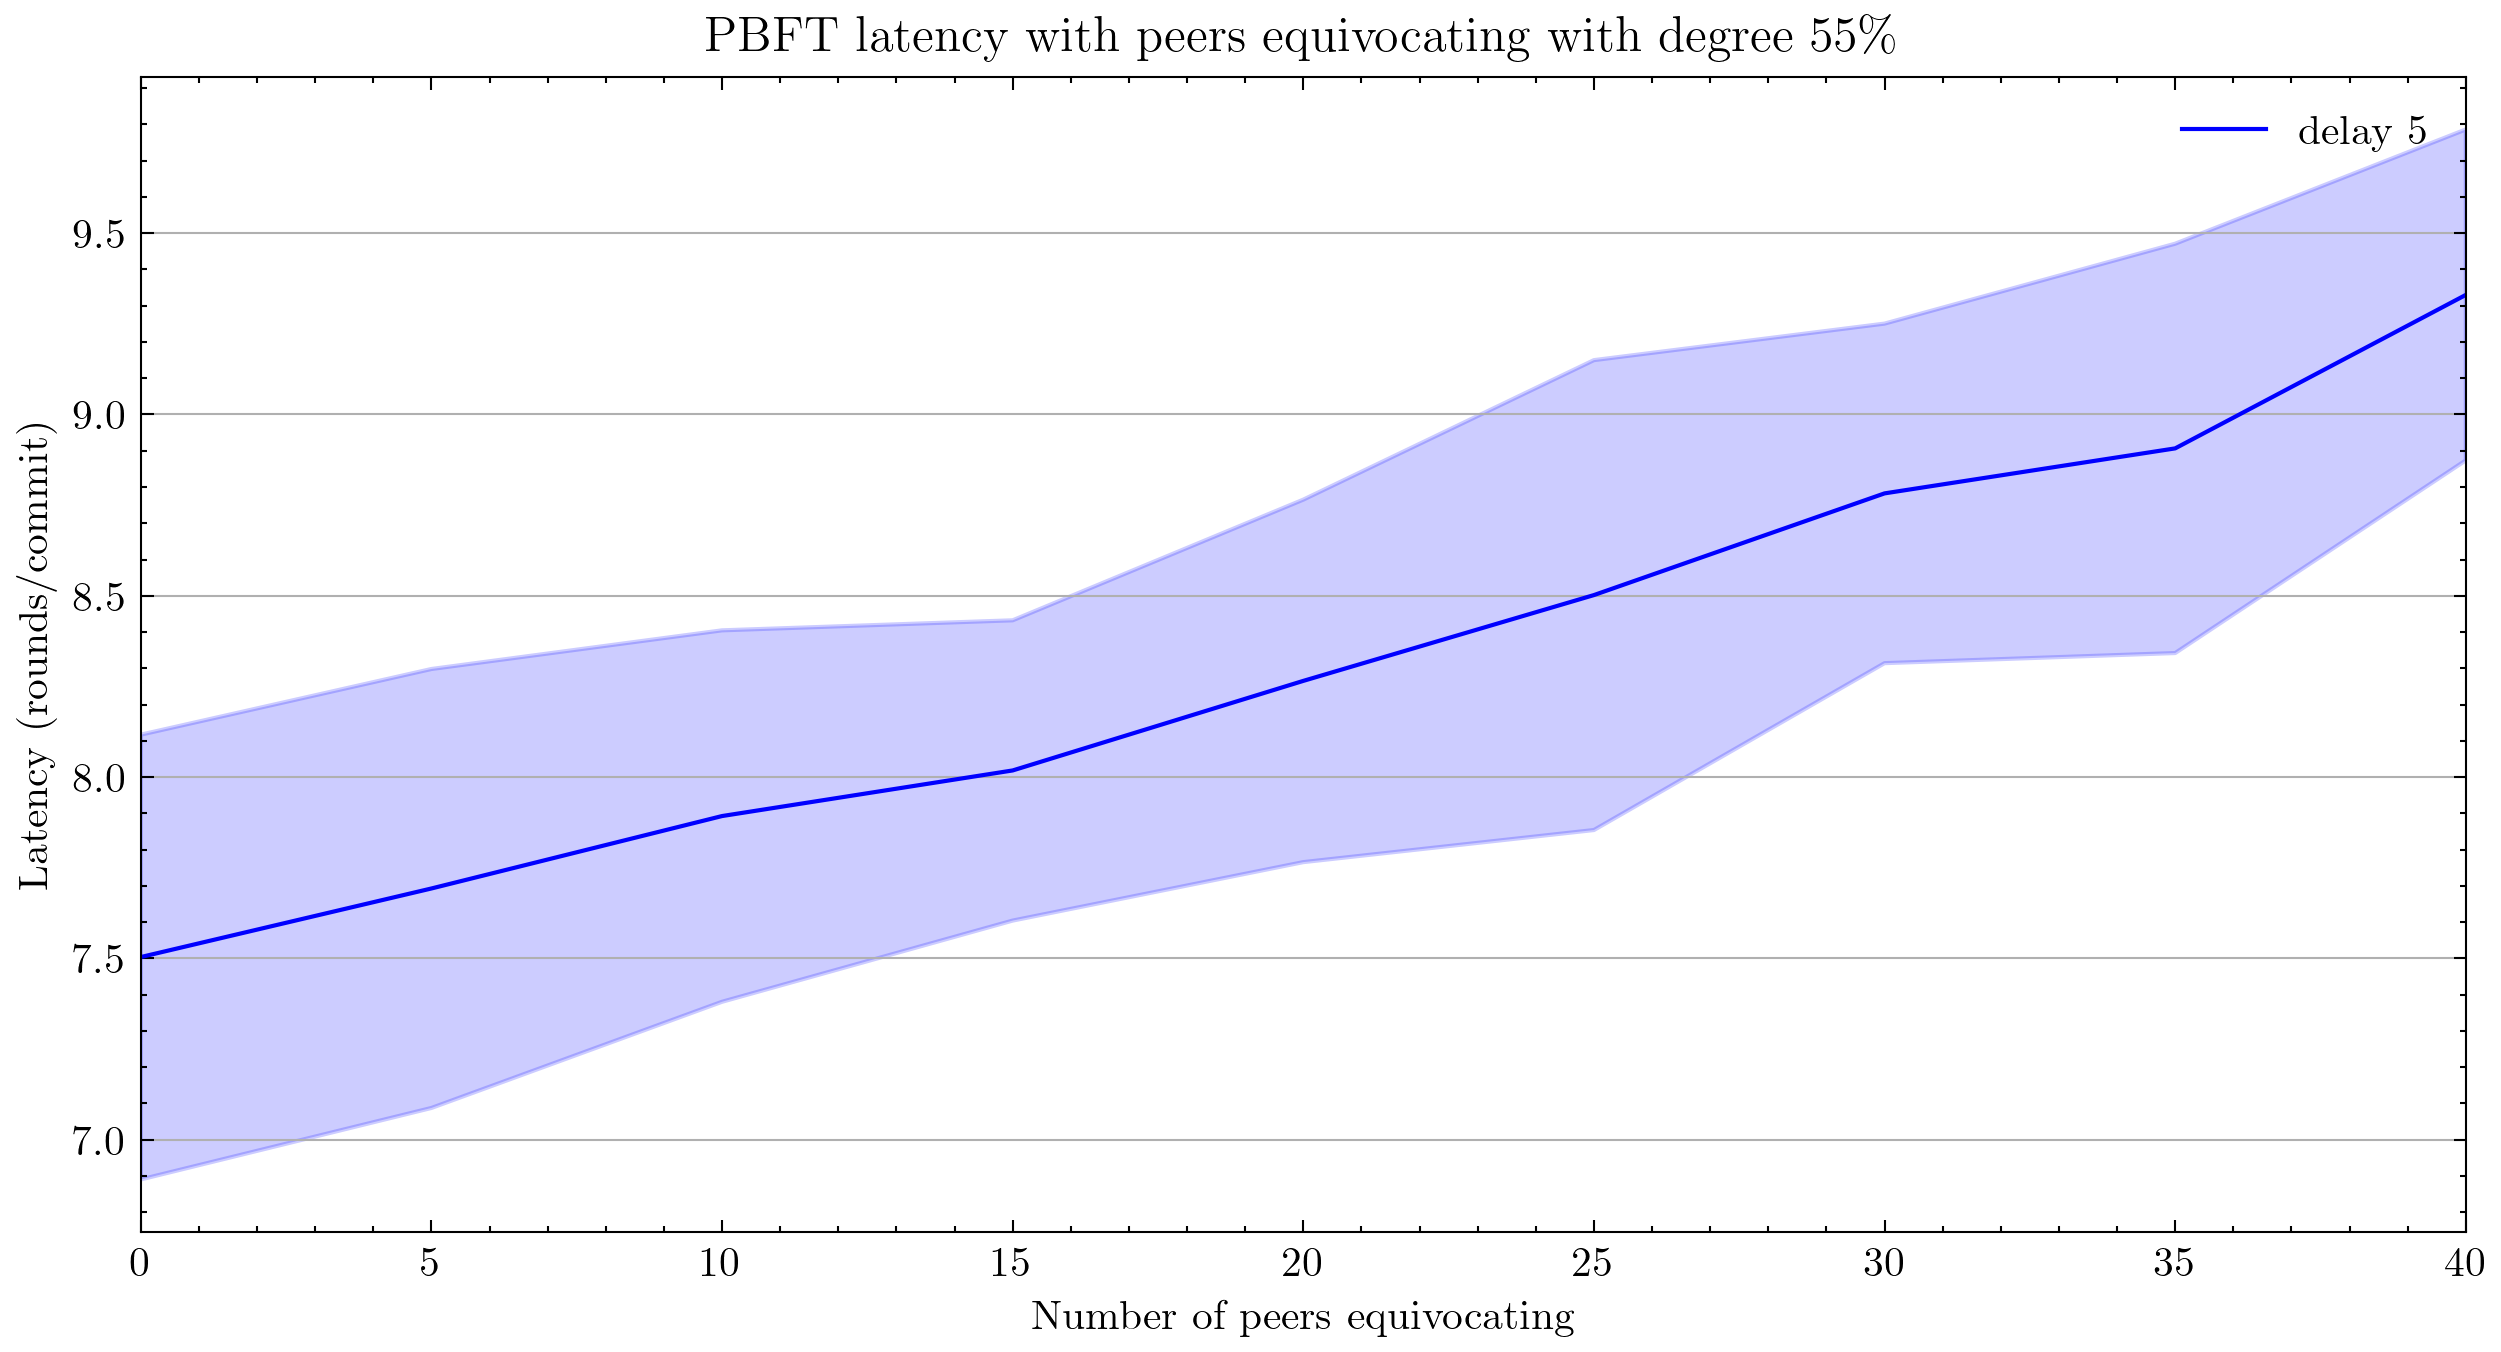 PBFT latency with peers equivocating with degree 55%
delay 5
Latency (rounds/commit)
9.5
9.0
8.5
8.0
7.5
7.0
0 5 10 15 20 25 30 35 40
Number of peers equivocating